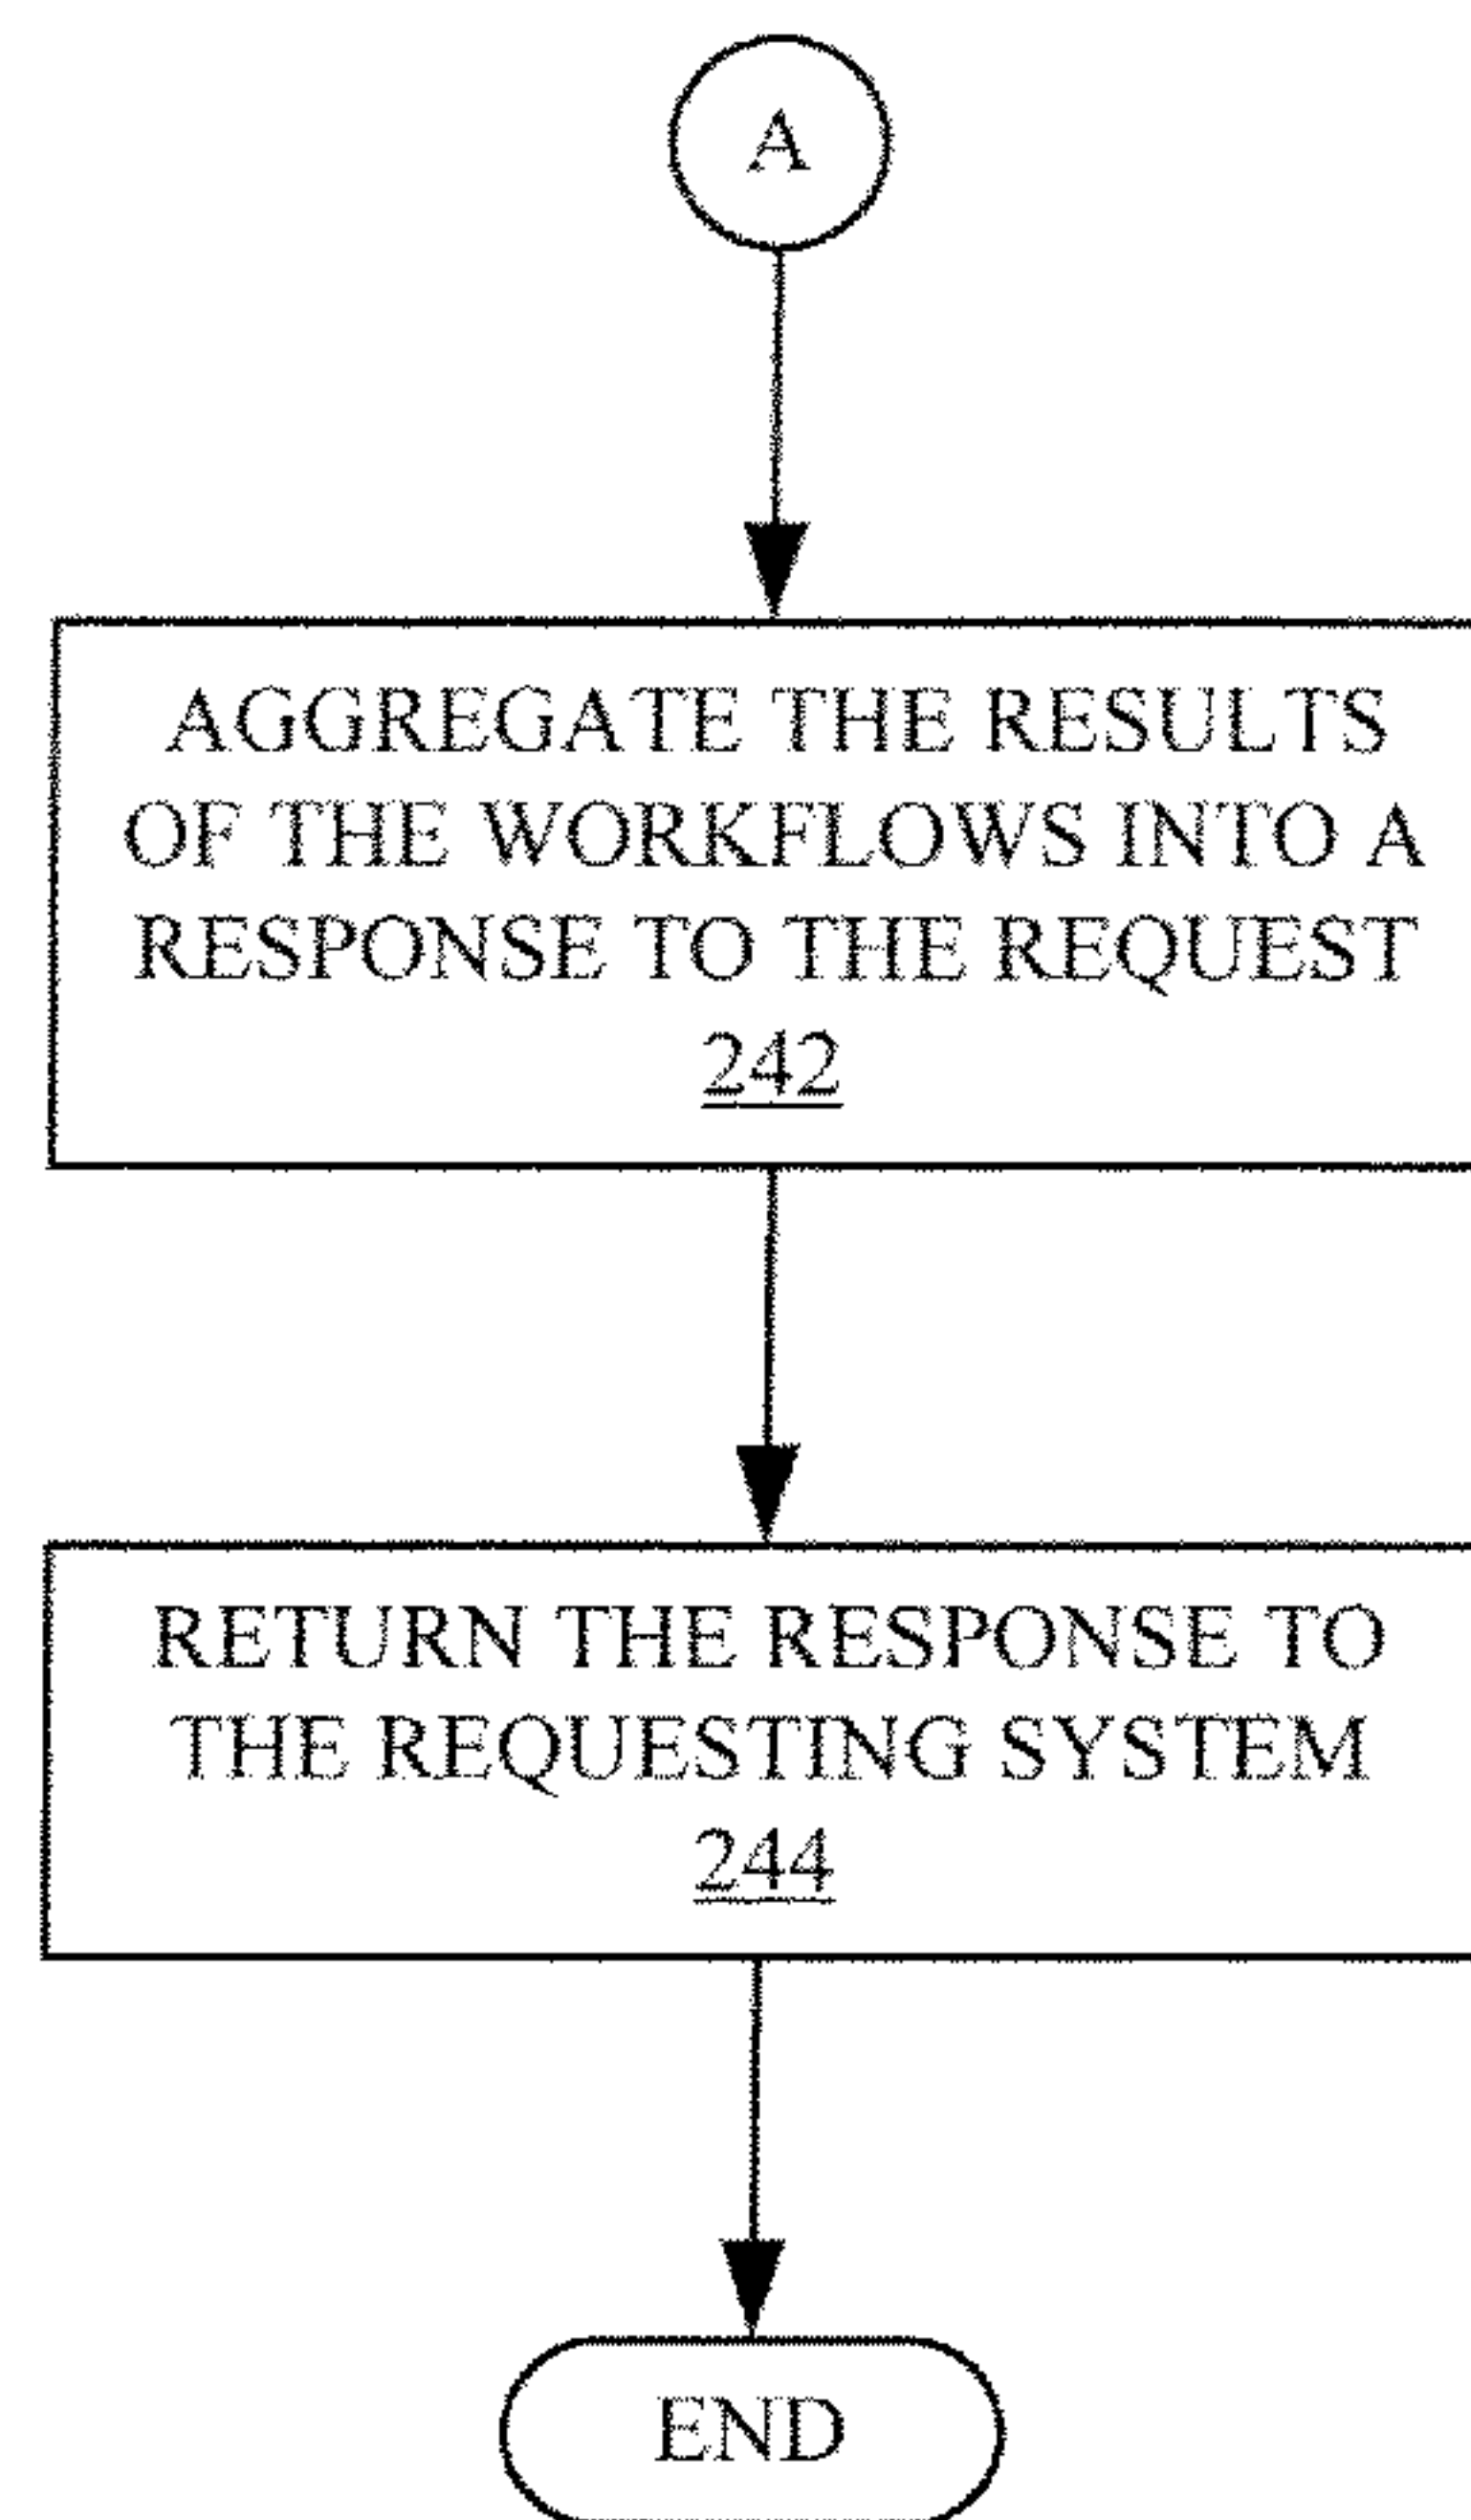 A
AGGREGATE THE RESULTS
OF THE WORKFLOWS INTO A
RESPONSE TO THE REQUEST
242
RETURN THE RESPONSE TO
THE REQUESTING SYSTEM
244
END